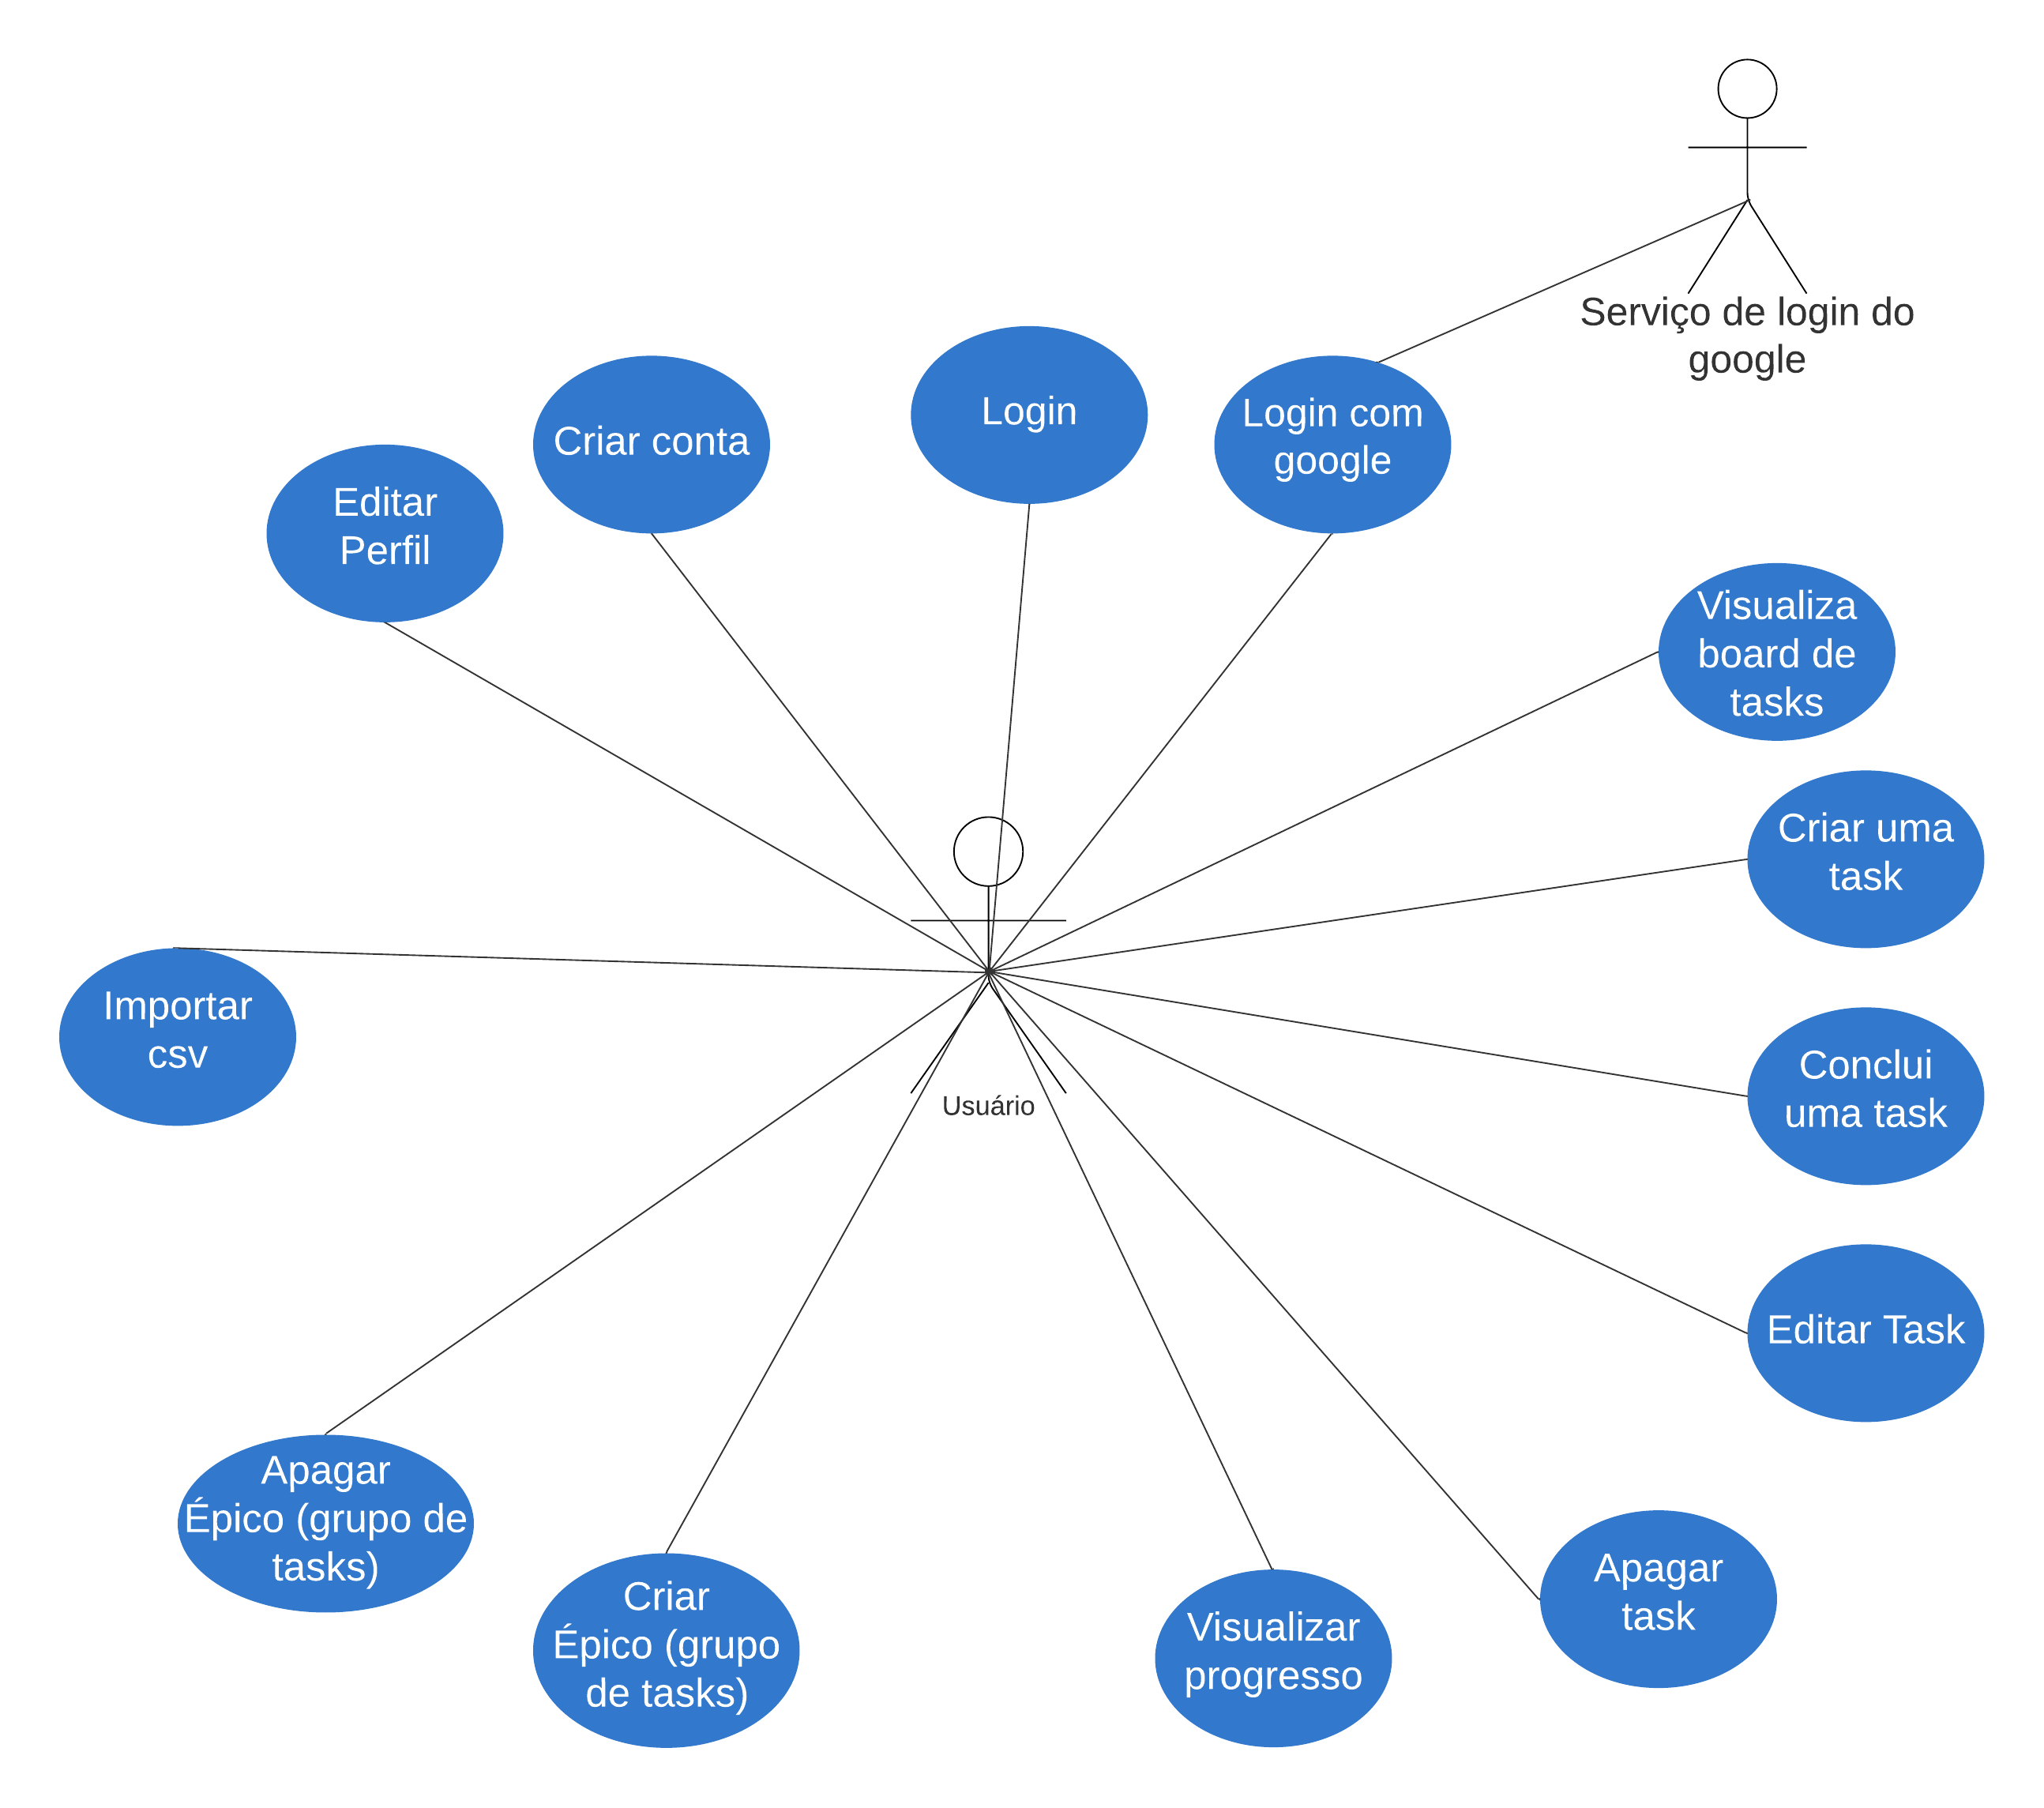 Serviço de login do
google
Login
Login com
google
Criar conta
Editar
Perfil
Visualiza
board de
tasks
Criar uma
task
Importar
csv
Usuário
Conclui
uma task
Editar Task
Apagar
Épico (grupo de
tasks)
Criar
Épico (grupo
de tasks)
Visualizar
progresso
Apagar
task